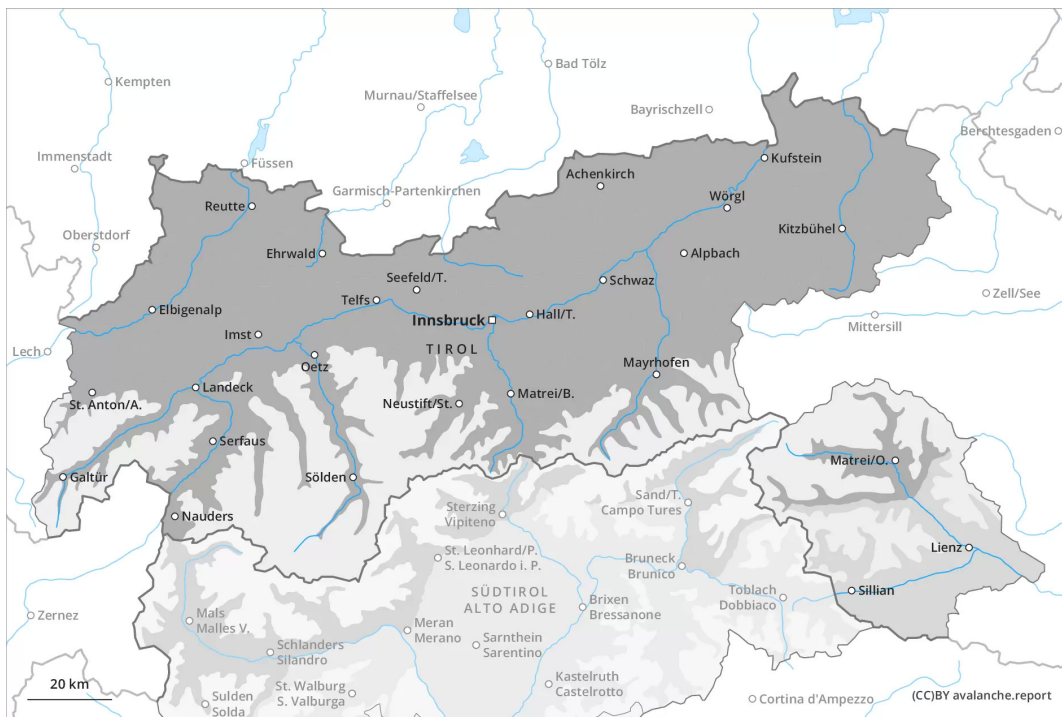 Kempten
Bad Tölz
Murnau/Staffelsee
Bayrischzell
Berchtesgaden
Immenstadt
Füssen
Kufstein
Achenkirch
Garmisch-Partenkirchen
Reutte
Wörgl
Kitzbühel
Oberstdorf
Ehrwald
Alpbach
Seefeld/T.
Schwaz
Telfs
Zell/See
Elbigenalp
Innsbruck
Hall/T.
Mittersill
Imst
TIROL
Lech
Oetz
Mayrhofen
Landeck
St. Anton/A.
Neustift/St.
Matrei/B.
Serfaus
Matrei/O.
Galtür
Sölden
Sand/T.
Campo Tures
Sterzing
Vipiteno
Nauders
Lienz
St. Leonhard/P.
S. Leonardo i. P.
Bruneck
Brunico
SÜDTIROL
ALTO ADIGE
Toblach
Dobbiaco
Sillian
Brixen
Bressanone
Zernez
Mals
Malles V.
Meran
Merano
Sarnthein
Sarentino
Schlanders
Silandro
20 km
St. Walburg
S. Valburga
Kastelruth
Castelrotto
Sulden
Solda
Cortina d'Ampezzo
(CC)BY avalanche.report